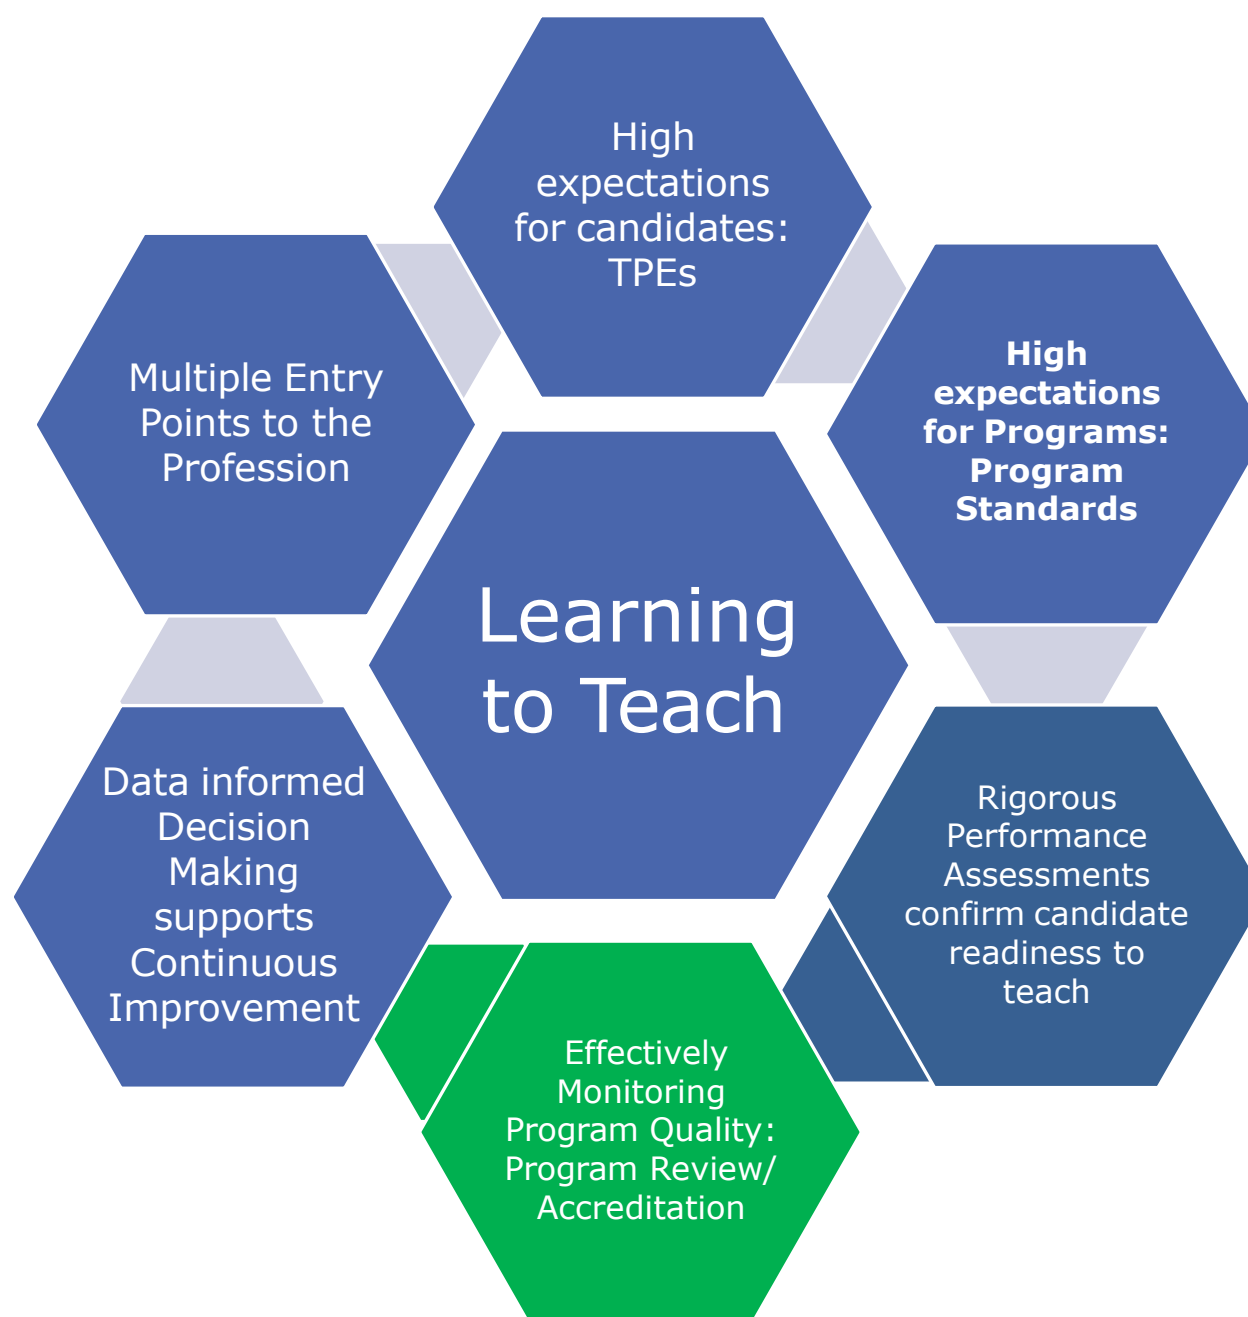 High
expectations
for candidates:
TPEs
High
expectations
for Programs:
Program
Standards
Multiple Entry
Points to the
Profession
Learning
to Teach
Rigorous
Performance
Assessments
confirm candidate
readiness to
teach
Data informed
Decision
Making
supports
Continuous
Improvement
Effectively
Monitoring
Program Quality:
Program Review/
Accreditation